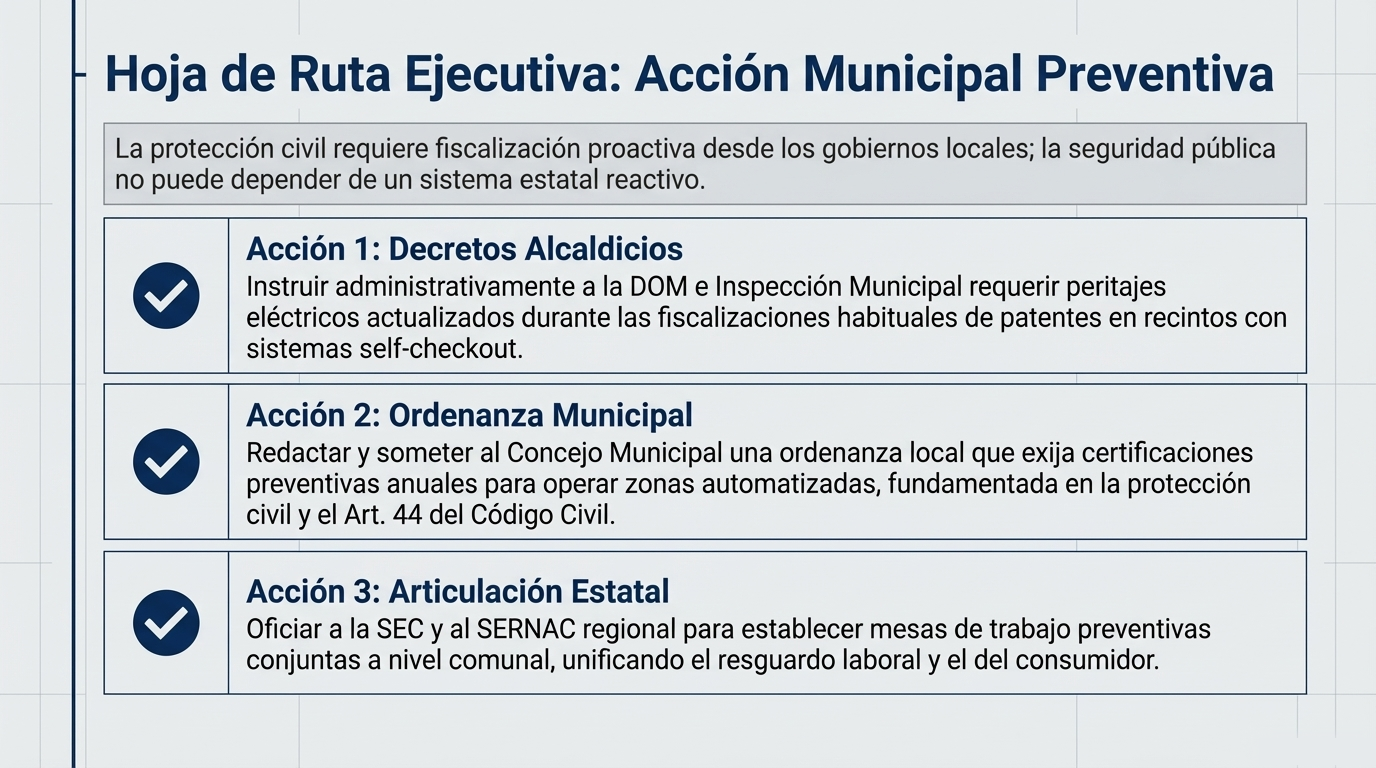 Hoja de Ruta Ejecutiva: Acción Municipal Preventiva
La protección civil requiere fiscalización proactiva desde los gobiernos locales; la seguridad pública
no puede depender de un sistema estatal reactivo.
Acción 1: Decretos Alcaldicios
Instruir administrativamente a la DOM e Inspección Municipal requerir peritajes
eléctricos actualizados durante las fiscalizaciones habituales de patentes en recintos con
sistemas self-checkout.
Acción 2: Ordenanza Municipal
Redactar y someter al Concejo Municipal una ordenanza local que exija certificaciones
preventivas anuales para operar zonas automatizadas, fundamentada en la protección
civil y el Art. 44 del Código Civil.
Acción 3: Articulación Estatal
Oficiar a la SEC y al SERNAC regional para establecer mesas de trabajo preventivas
conjuntas a nivel comunal, unificando el resguardo laboral y el del consumidor.